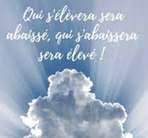 Qui s'élèvera sera
abaissé, qui s'abaissera
sera élevé !